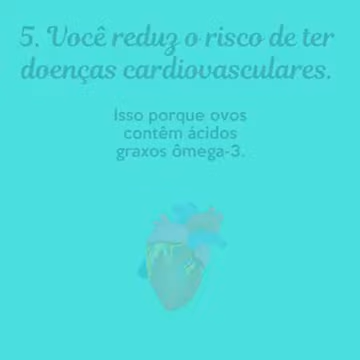 5. Você reduz o risco de ter
doenças cardiovasculares.
Isso porque ovos
contêm ácidos
graxos ômega-3.